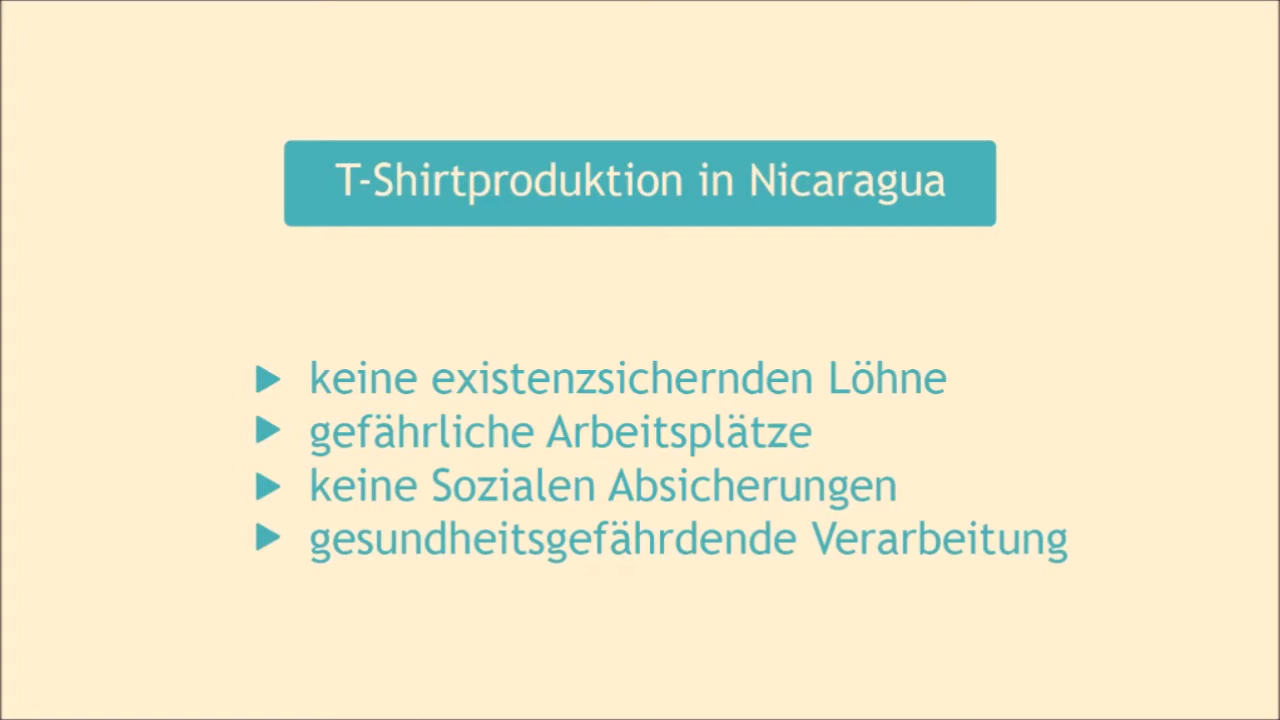 T-Shirtproduktion in Nicaragua
keine existenzsichernden Löhne
gefährliche Arbeitsplätze
keine Sozialen Absicherungen
gesundheitsgefährdende Verarbeitung